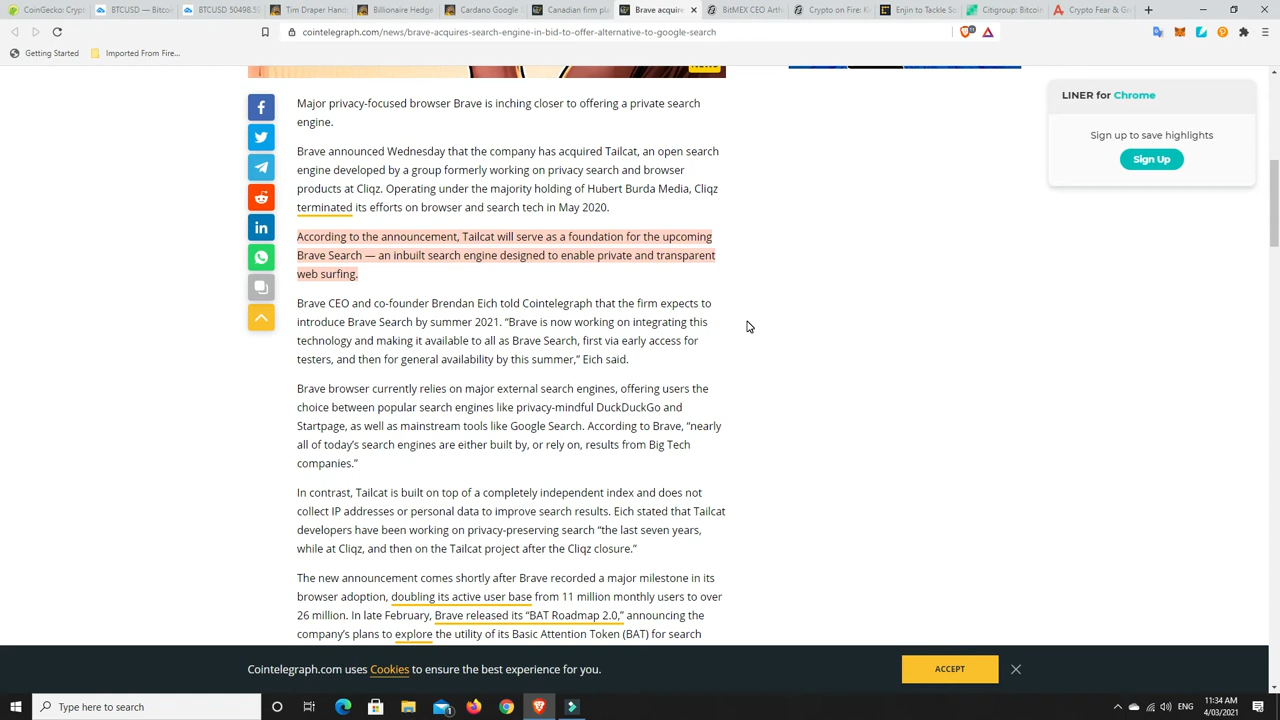 CoinGecko: Crypt
BTCUSD — Bitcoi
BTCUSD 50498.5
Tim Draper Hand
Billionaire Hedge
Cardano Google
Canadian firm pla
Brave acquire
BitMEX CEO Arth
Crypto on Fire: K
Enjin to Tackle Sc
Citigroup: Bitcoin
Crypto Fear & Gr
cointelegraph.com/news/brave-acquires-search-engine-in-bid-to-offer-alternative-to-google-search
Getting Started
Imported From Fire...
NEWS
LINER for Chrome
Sign up to save highlights
Sign Up
Major privacy-focused browser Brave is inching closer to offering a private search
engine.
Brave announced Wednesday that the company has acquired Tailcat, an open search
engine developed by a group formerly working on privacy search and browser
products at Cliqz. Operating under the majority holding of Hubert Burda Media, Cliqz
terminated its efforts on browser and search tech in May 2020.
According to the announcement, Tailcat will serve as a foundation for the upcoming
Brave Search — an inbuilt search engine designed to enable private and transparent
web surfing.
Brave CEO and co-founder Brendan Eich told Cointelegraph that the firm expects to
introduce Brave Search by summer 2021. “Brave is now working on integrating this
technology and making it available to all as Brave Search, first via early access for
testers, and then for general availability by this summer,” Eich said.
Brave browser currently relies on major external search engines, offering users the
choice between popular search engines like privacy-mindful DuckDuckGo and
Startpage, as well as mainstream tools like Google Search. According to Brave, “nearly
all of today’s search engines are either built by, or rely on, results from Big Tech
companies.”
In contrast, Tailcat is built on top of a completely independent index and does not
collect IP addresses or personal data to improve search results. Eich stated that Tailcat
developers have been working on privacy-preserving search “the last seven years,
while at Cliqz, and then on the Tailcat project after the Cliqz closure.”
The new announcement comes shortly after Brave recorded a major milestone in its
browser adoption, doubling its active user base from 11 million monthly users to over
26 million. In late February, Brave released its “BAT Roadmap 2.0,” announcing the
company’s plans to explore the utility of its Basic Attention Token (BAT) for search
Cointelegraph.com uses Cookies to ensure the best experience for you.
ACCEPT
Type here to search
ENG
11:34 AM
4/03/2021